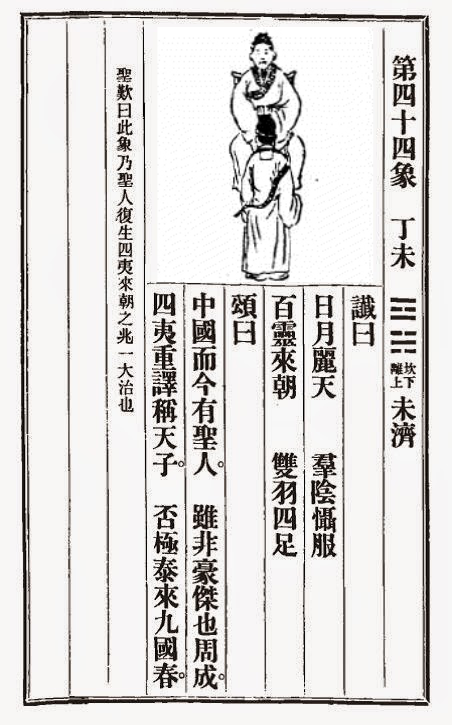 第四十四象 丁未 ䷿ 坎下離上 未濟
讖曰
日月麗天 羣陰懾服
百靈來朝 雙羽四足
頌曰
中國而今有聖人。 雖非豪傑也周成。
四夷重譯稱天子。 否極泰來九國春。
聖歎曰此象乃聖人復生四夷來朝之兆一大治也